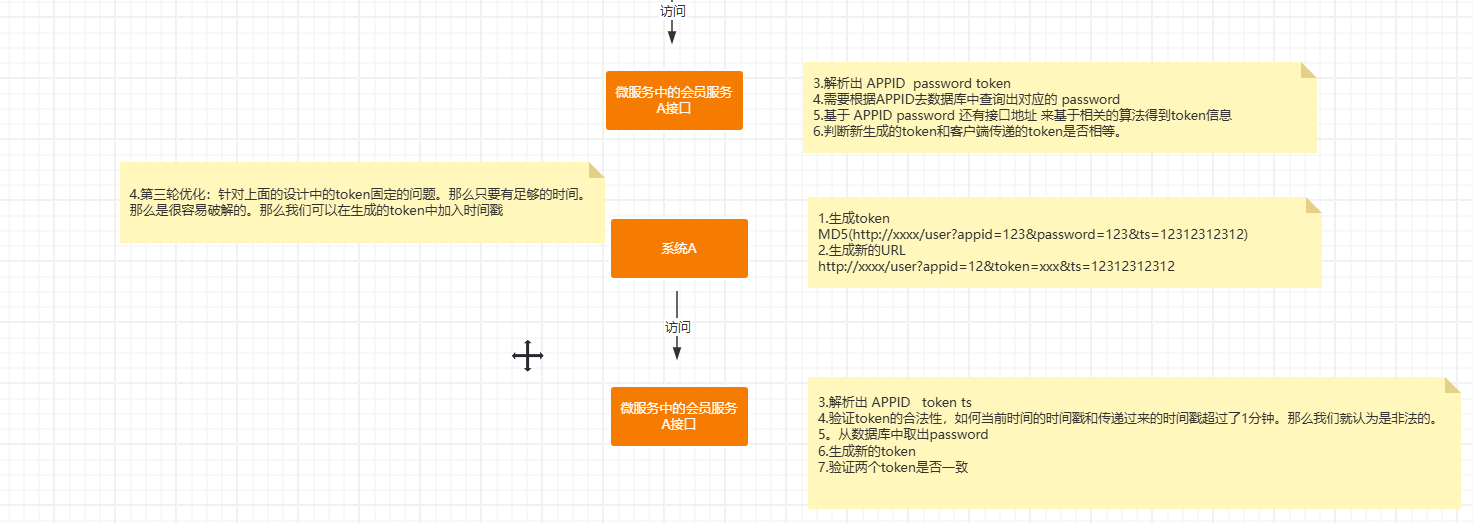 访问
微服务中的会员服务
A接口
3.解析出 APPID  password token
4.需要根据APPID去数据库中查询出对应的 password
5.基于 APPID password 还有接口地址 来基于相关的算法得到token信息
6.判断新生成的token和客户端传递的token是否相等。
4.第三轮优化：针对上面的设计中的token固定的问题。那么只要有足够的时间。
那么是很容易破解的。那么我们可以在生成的token中加入时间戳
系统A
1.生成token
MD5(http://xxxx/user?appid=123&password=123&ts=12312312312)
2.生成新的URL
http://xxxx/user?appid=12&token=xxx&ts=12312312312
访问
微服务中的会员服务
A接口
3.解析出 APPID   token ts
4.验证token的合法性，如何当前时间的时间戳和传递过来的时间戳超过了1分钟。那么我们就认为是非法的。
5。从数据库中取出password
6.生成新的token
7.验证两个token是否一致